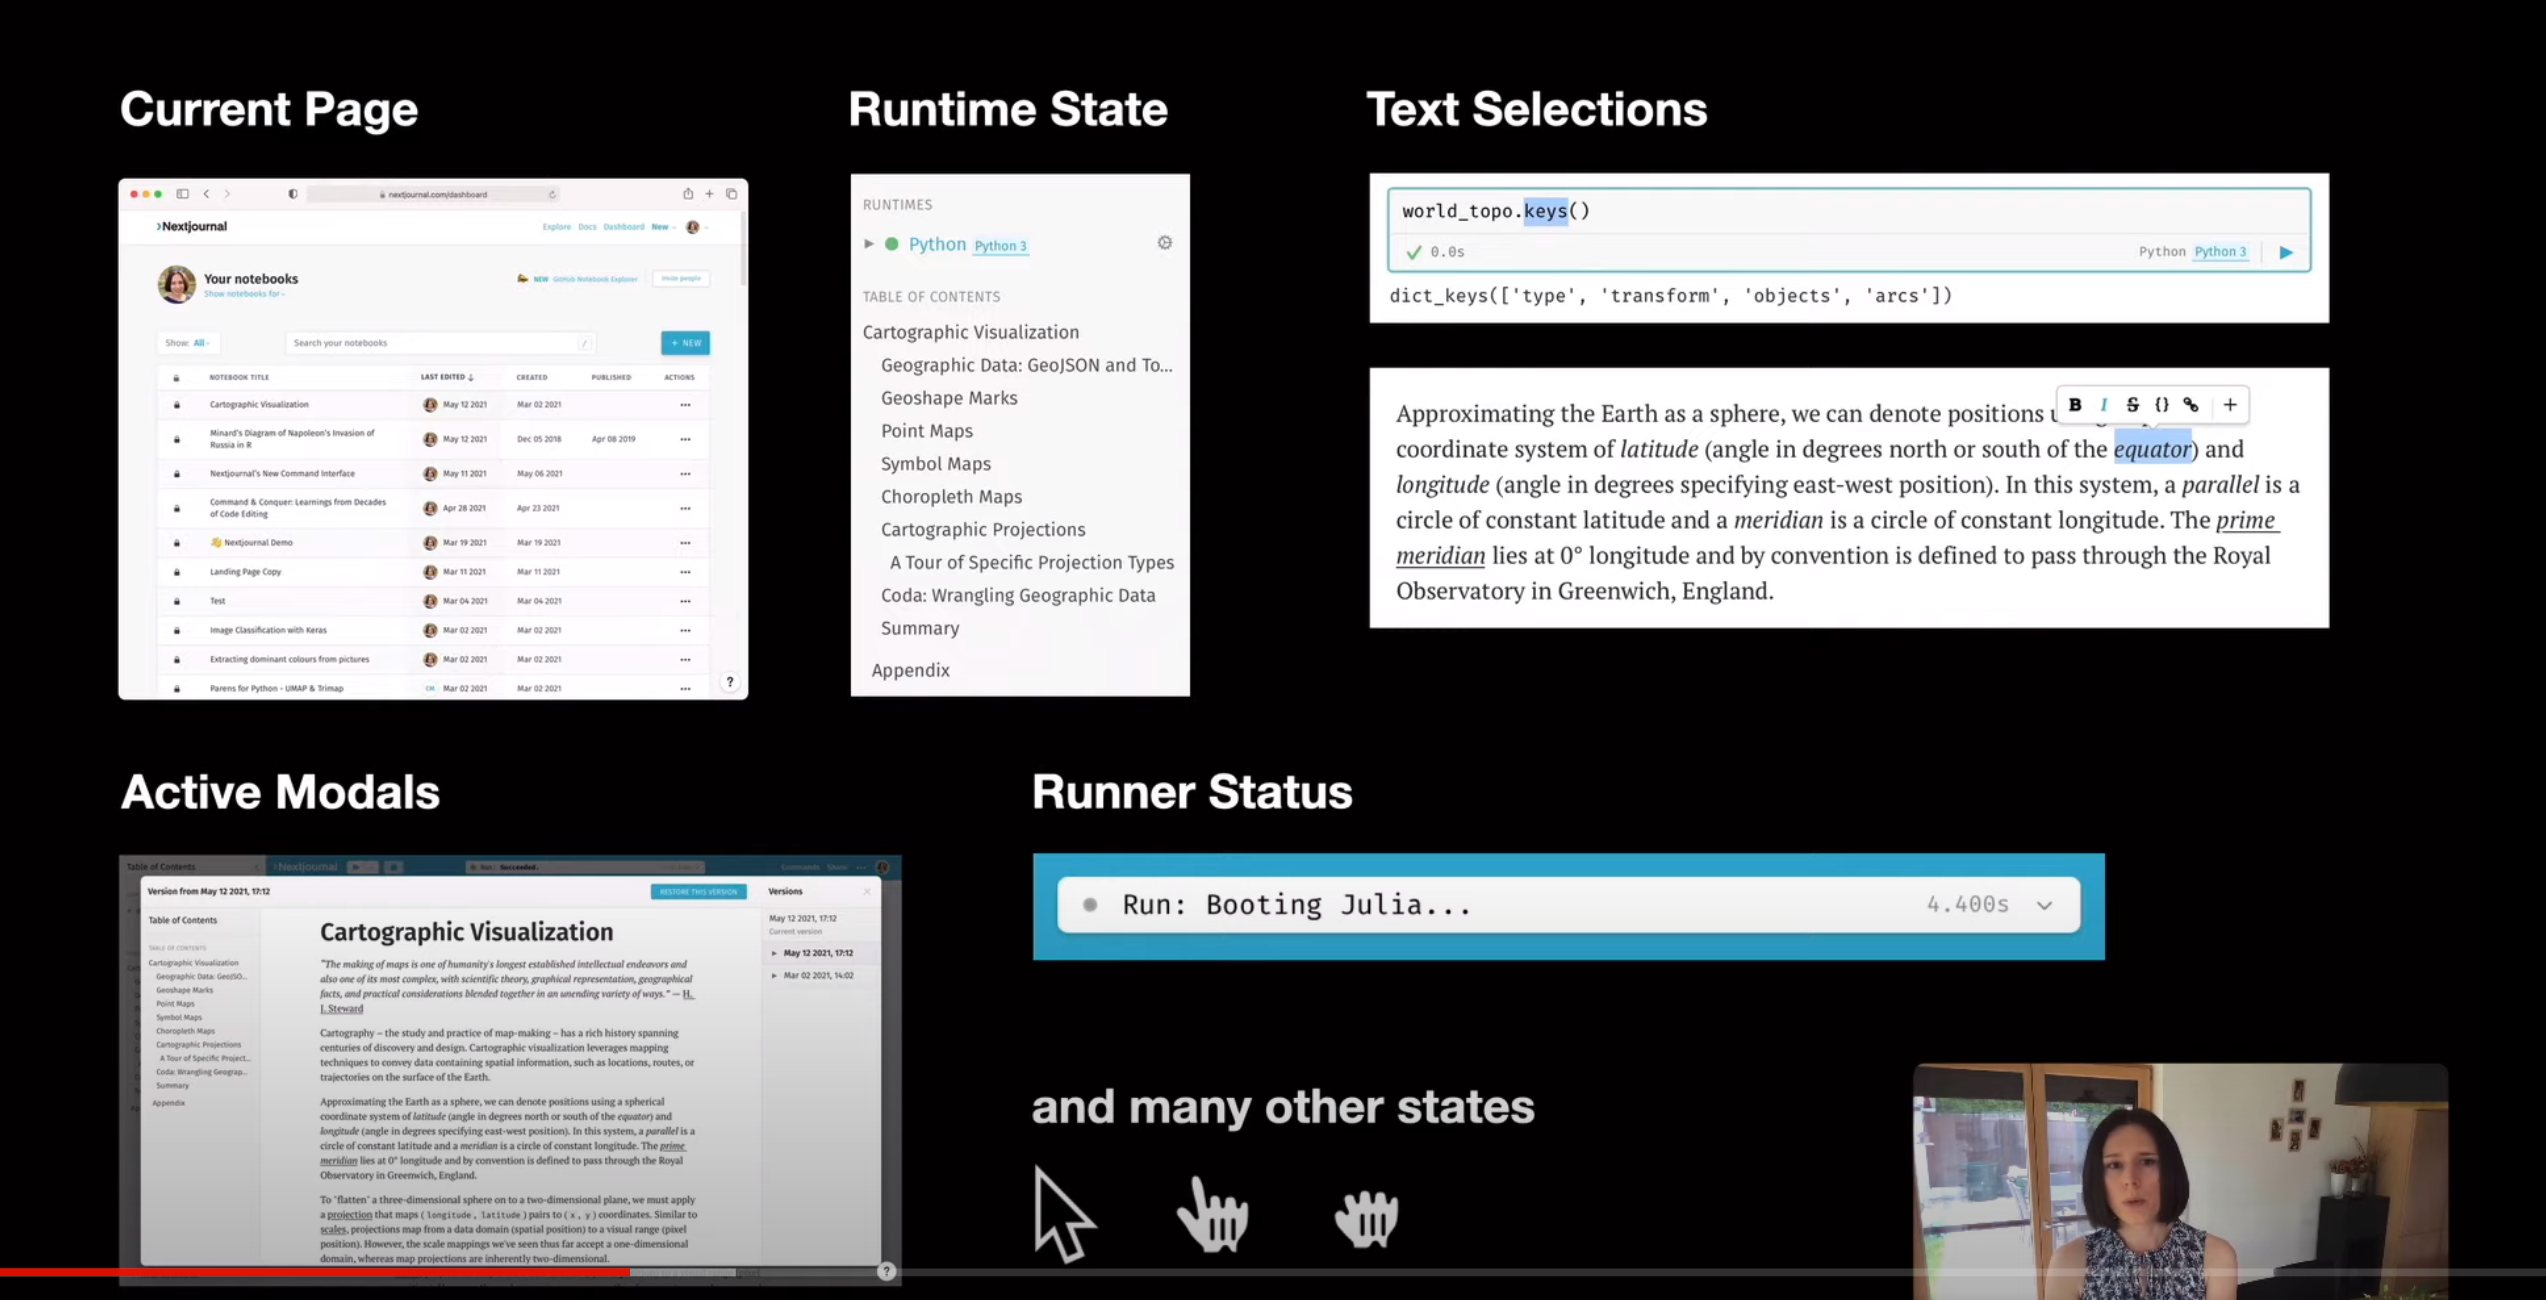 Current Page
nextjournal.com/dashboard
Nextjournal
Explore Docs Dashboard New
Your notebooks
Show notebooks for
NEW GitHub Notebook Explorer
Invite people
Show: All
Search your notebooks
/
+ NEW
NOTEBOOK TITLE LAST EDITED ↓ CREATED PUBLISHED ACTIONS
Cartographic Visualization May 12 2021 Mar 02 2021
Minard's Diagram of Napoleon's Invasion of
Russia in R May 12 2021 Dec 05 2018 Apr 08 2019
Nextjournal's New Command Interface May 11 2021 May 06 2021
Command & Conquer: Learnings from Decades
of Code Editing Apr 28 2021 Apr 23 2021
👋 Nextjournal Demo Mar 19 2021 Mar 19 2021
Landing Page Copy Mar 11 2021 Mar 11 2021
Test Mar 04 2021 Mar 04 2021
Image Classification with Keras Mar 02 2021 Mar 02 2021
Extracting dominant colours from pictures Mar 02 2021 Mar 02 2021
Parens for Python - UMAP & Trimap Mar 02 2021 Mar 02 2021
?
Runtime State
RUNTIMES
Python Python 3
TABLE OF CONTENTS
Cartographic Visualization
Geographic Data: GeoJSON and To...
Geoshape Marks
Point Maps
Symbol Maps
Choropleth Maps
Cartographic Projections
A Tour of Specific Projection Types
Coda: Wrangling Geographic Data
Summary
Appendix
Text Selections
world_topo.keys()
✓ 0.0s Python Python 3
dict_keys(['type', 'transform', 'objects', 'arcs'])
B I S {} +
Approximating the Earth as a sphere, we can denote positions
coordinate system of latitude (angle in degrees north or south of the equator) and
longitude (angle in degrees specifying east-west position). In this system, a parallel is a
circle of constant latitude and a meridian is a circle of constant longitude. The prime
meridian lies at 0° longitude and by convention is defined to pass through the Royal
Observatory in Greenwich, England.
Active Modals
Table of Contents Nextjournal Run: Succeeded. Comments Share
Version from May 12 2021, 17:12 RESTORE THIS VERSION Versions
Table of Contents
TABLE OF CONTENTS
Cartographic Visualization
Geographic Data: GeoJSO...
Geoshape Marks
Point Maps
Symbol Maps
Choropleth Maps
Cartographic Projections
A Tour of Specific Project...
Coda: Wrangling Geograp...
Summary
Appendix
Cartographic Visualization
"The making of maps is one of humanity's longest established intellectual endeavors and
also one of its most complex, with scientific theory, graphical representation, geographical
facts, and practical considerations blended together in an unending variety of ways." — H.
J. Steward
Cartography – the study and practice of map-making – has a rich history spanning
centuries of discovery and design. Cartographic visualization leverages mapping
techniques to convey data containing spatial information, such as locations, routes, or
trajectories on the surface of the Earth.
Approximating the Earth as a sphere, we can denote positions using a spherical
coordinate system of latitude (angle in degrees north or south of the equator) and
longitude (angle in degrees specifying east-west position). In this system, a parallel is a
circle of constant latitude and a meridian is a circle of constant longitude. The prime
meridian lies at 0° longitude and by convention is defined to pass through the Royal
Observatory in Greenwich, England.
To 'flatten' a three-dimensional sphere on to a two-dimensional plane, we must apply
a projection that maps (longitude, latitude) pairs to (x, y) coordinates. Similar to
scales, projections map from a data domain (spatial position) to a visual range (pixel
position). However, the scale mappings we've seen thus far accept a one-dimensional
domain, whereas map projections are inherently two-dimensional.
May 12 2021, 17:12
Current version
May 12 2021, 17:12
Mar 02 2021, 14:02
?
Runner Status
Run: Booting Julia... 4.400s
and many other states